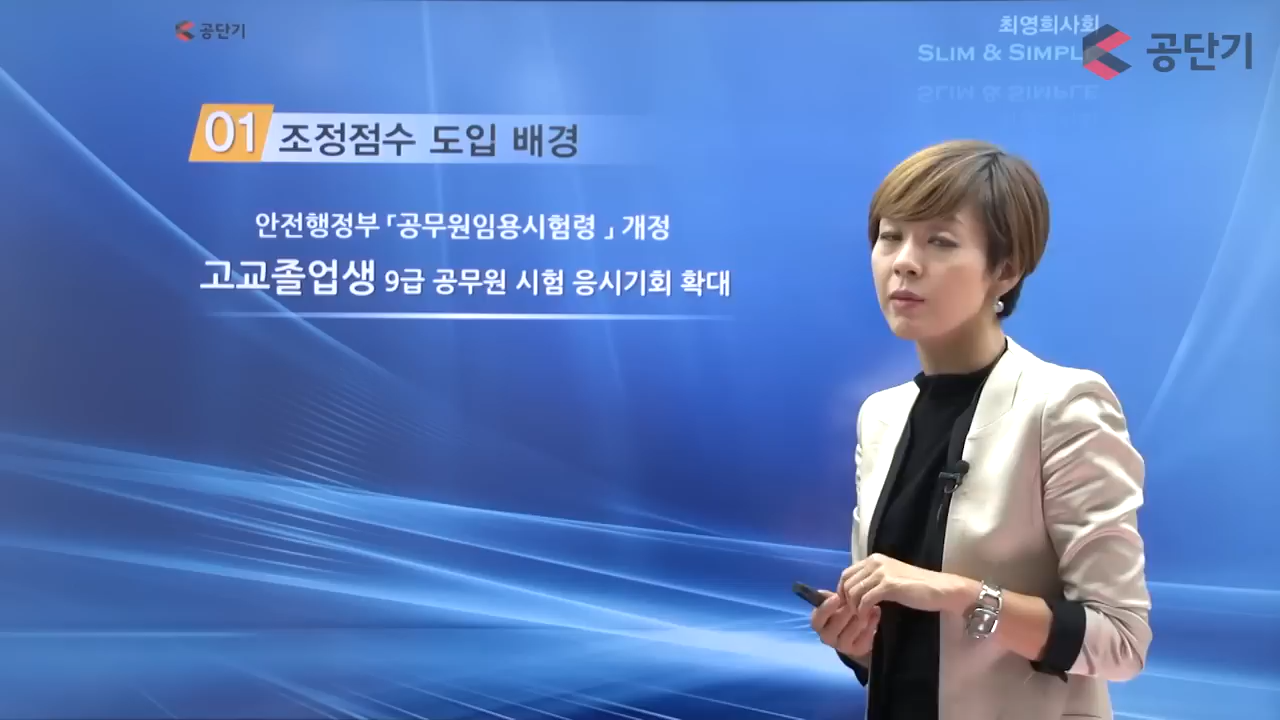 공단기
최영희사회
SLIM & SIMPLE
공단기
01 조정점수 도입 배경
안전행정부 「공무원임용시험령」 개정
고교졸업생 9급 공무원 시험 응시기회 확대